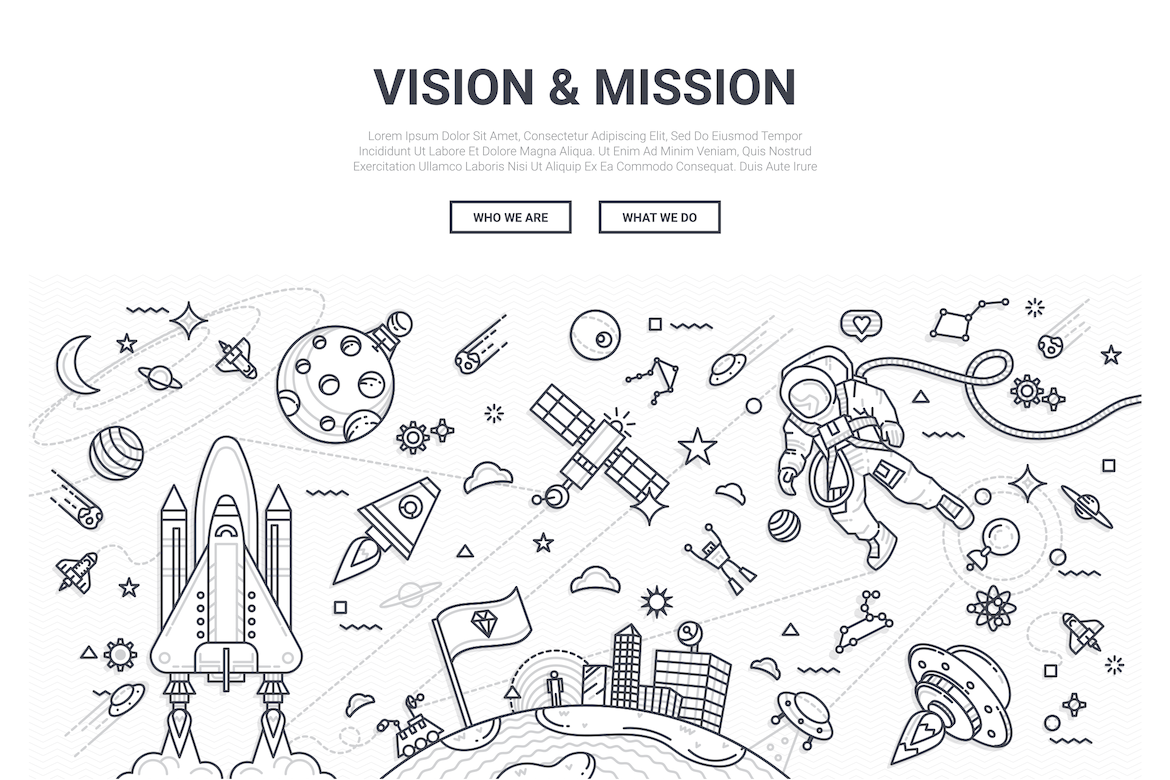 VISION & MISSION
Lorem Ipsum Dolor Sit Amet, Consectetur Adipiscing Elit, Sed Do Eiusmod Tempor
Incididunt Ut Labore Et Dolore Magna Aliqua. Ut Enim Ad Minim Veniam, Quis Nostrud
Exercitation Ullamco Laboris Nisi Ut Aliquip Ex Ea Commodo Consequat. Duis Aute Irure
WHO WE ARE
WHAT WE DO